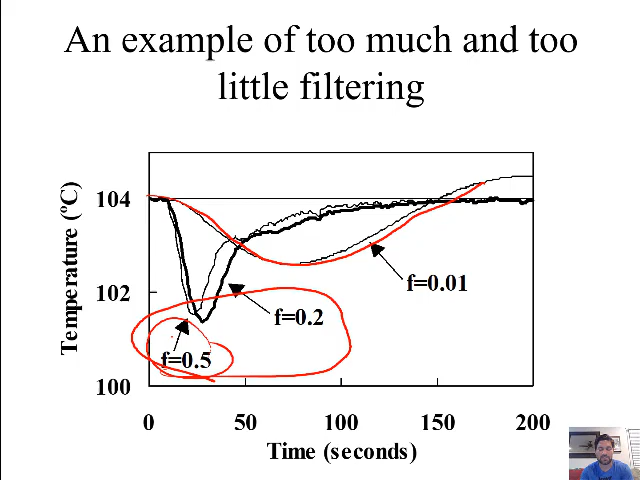 An example of too much and too
little filtering
Temperature (ºC)
104
102
100
f=0.01
f=0.2
f=0.5
0
50
100
150
200
Time (seconds)